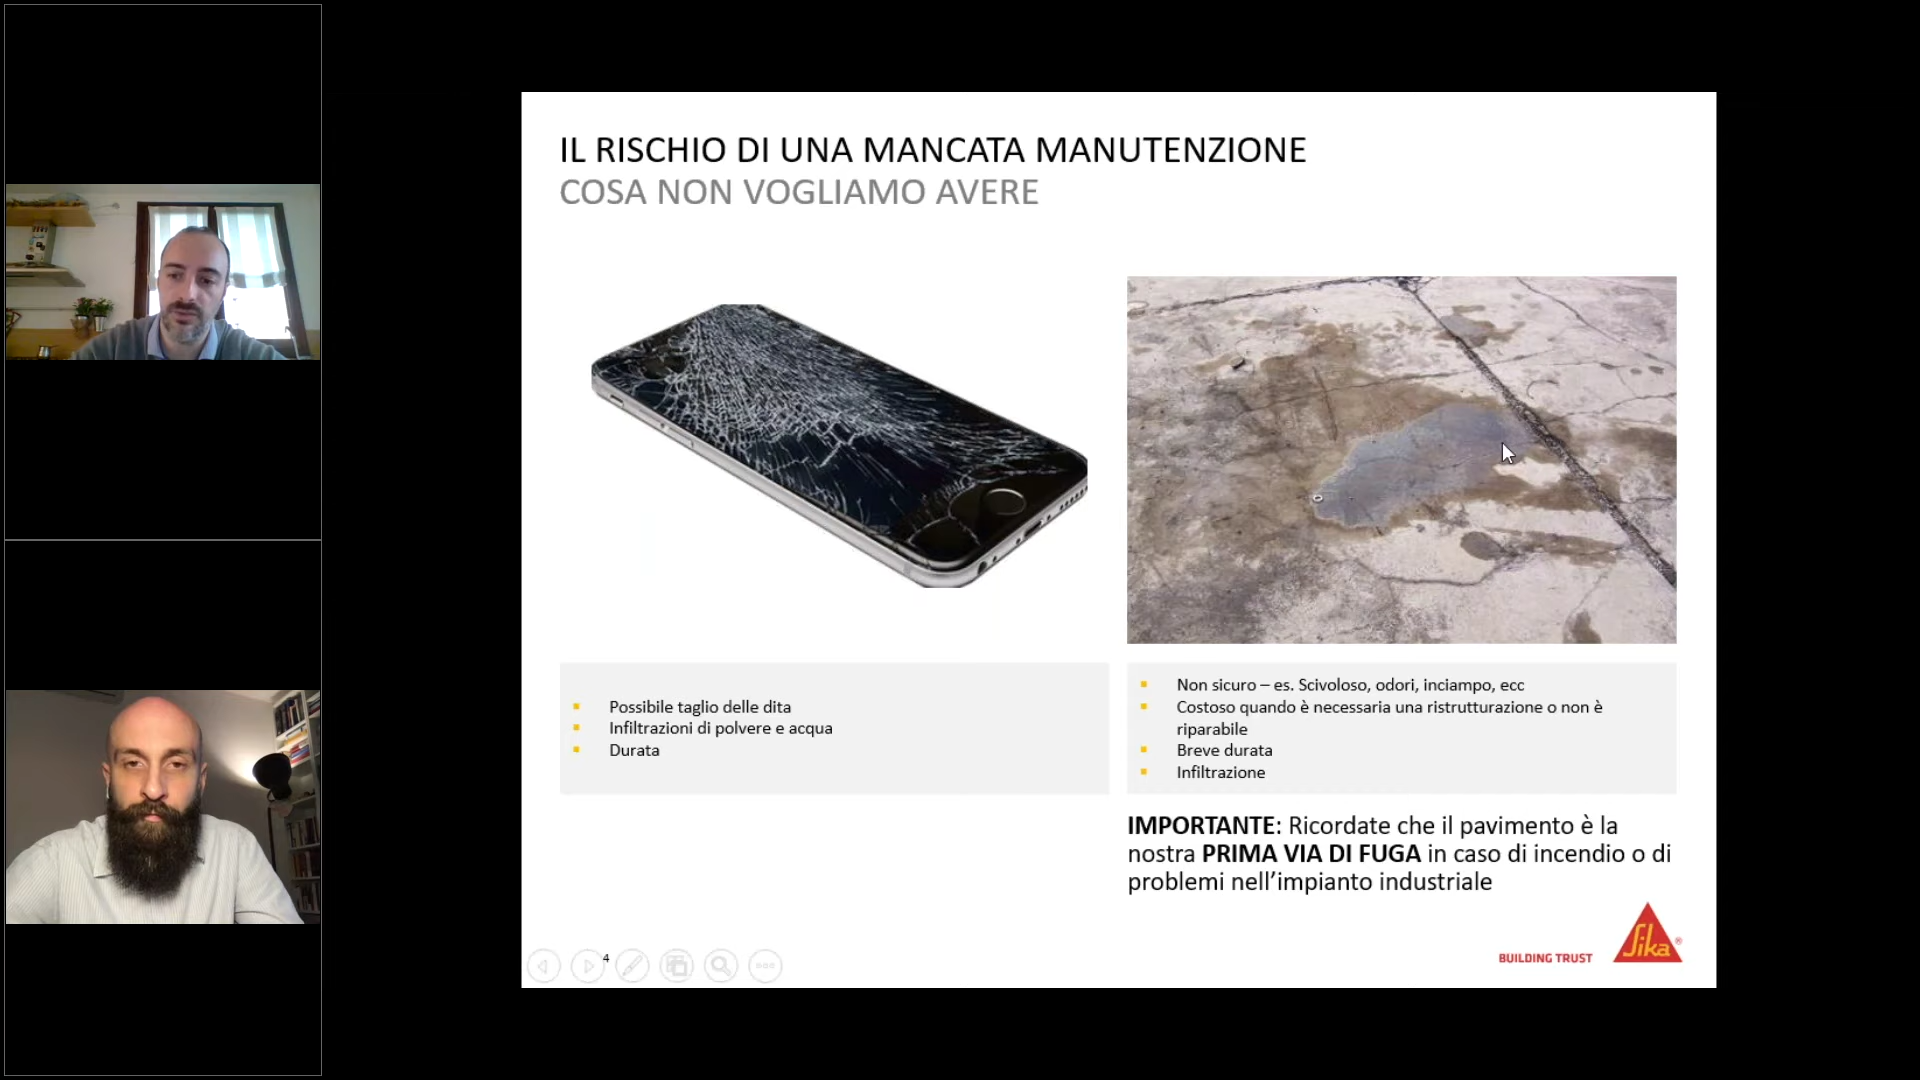 IL RISCHIO DI UNA MANCATA MANUTENZIONE
COSA NON VOGLIAMO AVERE
Possibile taglio delle dita
Infiltrazioni di polvere e acqua
Durata
Non sicuro – es. Scivoloso, odori, inciampo, ecc
Costoso quando è necessaria una ristrutturazione o non è
riparabile
Breve durata
Infiltrazione
IMPORTANTE: Ricordate che il pavimento è la
nostra PRIMA VIA DI FUGA in caso di incendio o di
problemi nell'impianto industriale
4
BUILDING TRUST
Sika®